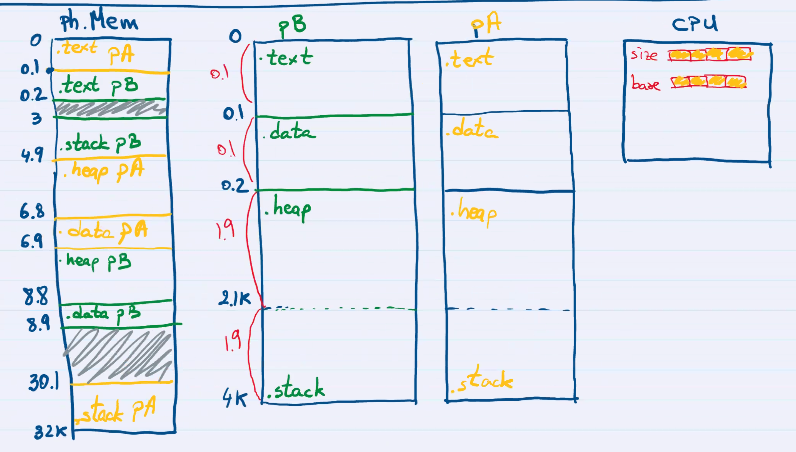 ph.Mem
0
.text pA
0.1
.text pB
0.2
3
.stack pB
4.9
.heap pA
6.8
.data pA
6.9
.heap pB
8.8
.data pB
8.9
30.1
.stack pA
32K
pB
0
.text
0.1
0.1
.data
0.1
0.2
.heap
1.9
2.1K
1.9
.stack
4K
pA
.text
.data
.heap
.stack
CPU
size
base